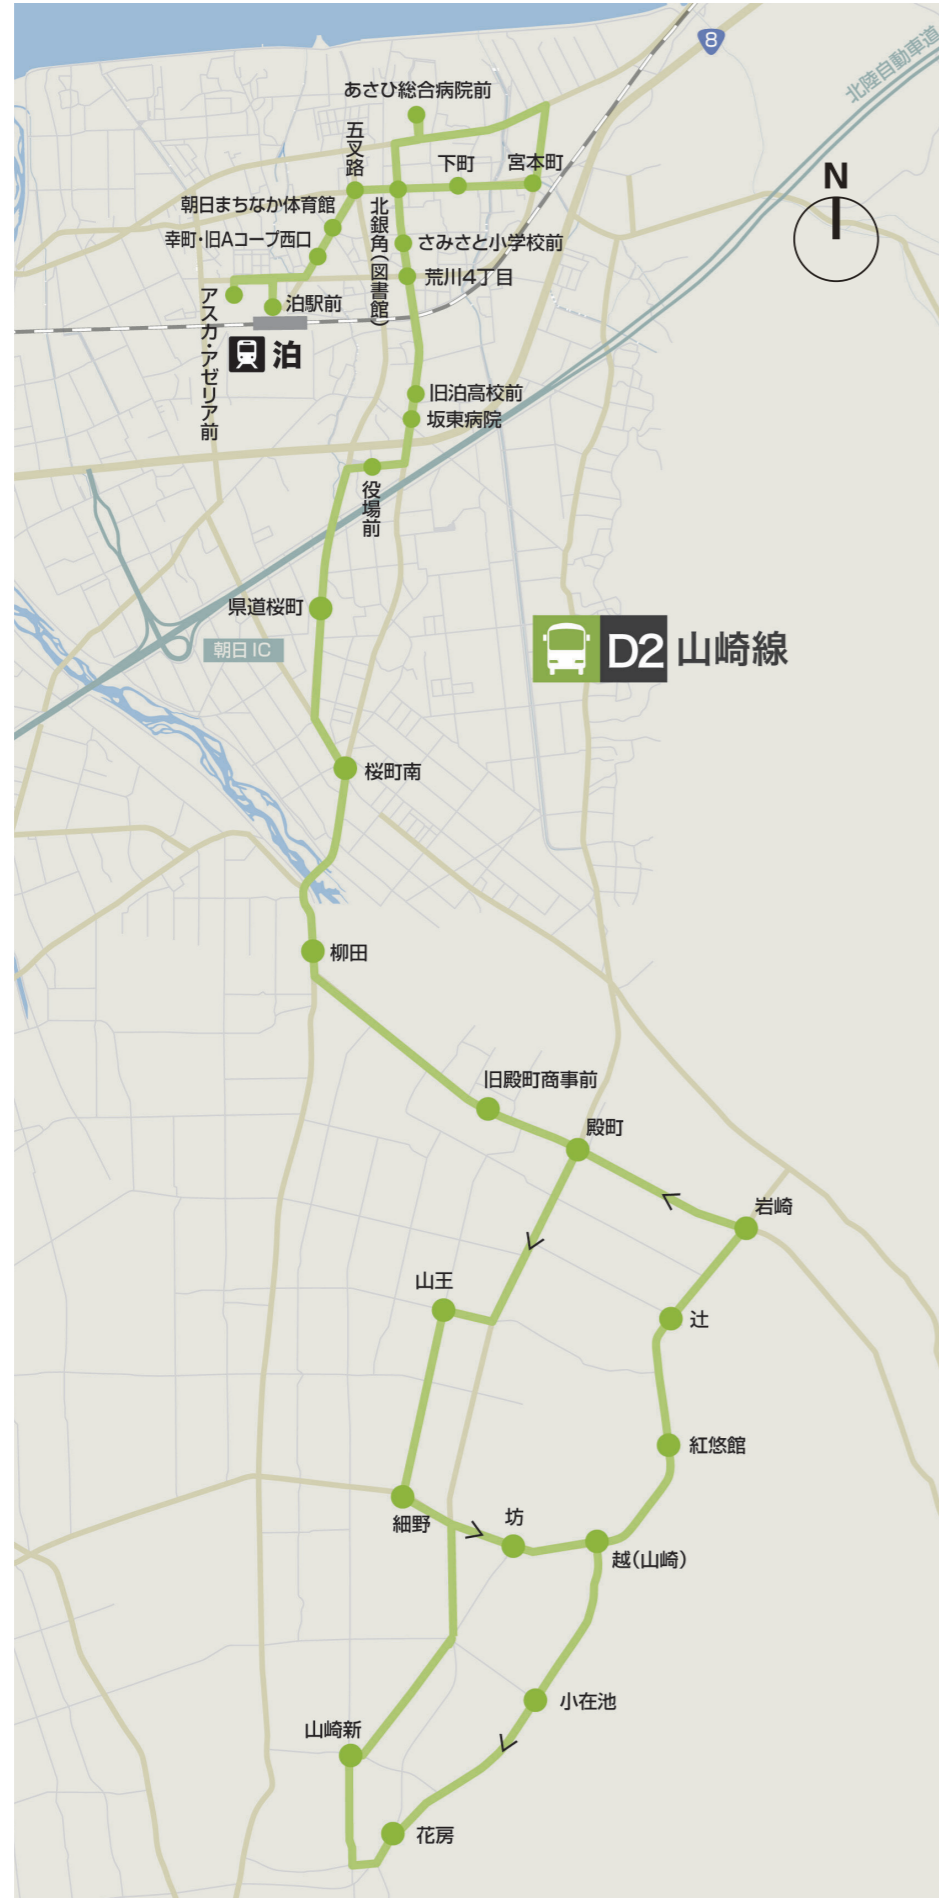 8
北陸自動車道
N
あさひ総合病院前
五叉路
下町
宮本町
朝日まちなか体育館
北銀角(図書館)
幸町・旧Aコープ西口
さみさと小学校前
荒川4丁目
アスカ・アゼリア前
泊駅前
泊
旧泊高校前
坂東病院
役場前
県道桜町
朝日IC
D2 山崎線
桜町南
柳田
旧殿町商事前
殿町
岩崎
山王
辻
紅悠館
細野
坊
越(山崎)
小在池
山崎新
花房